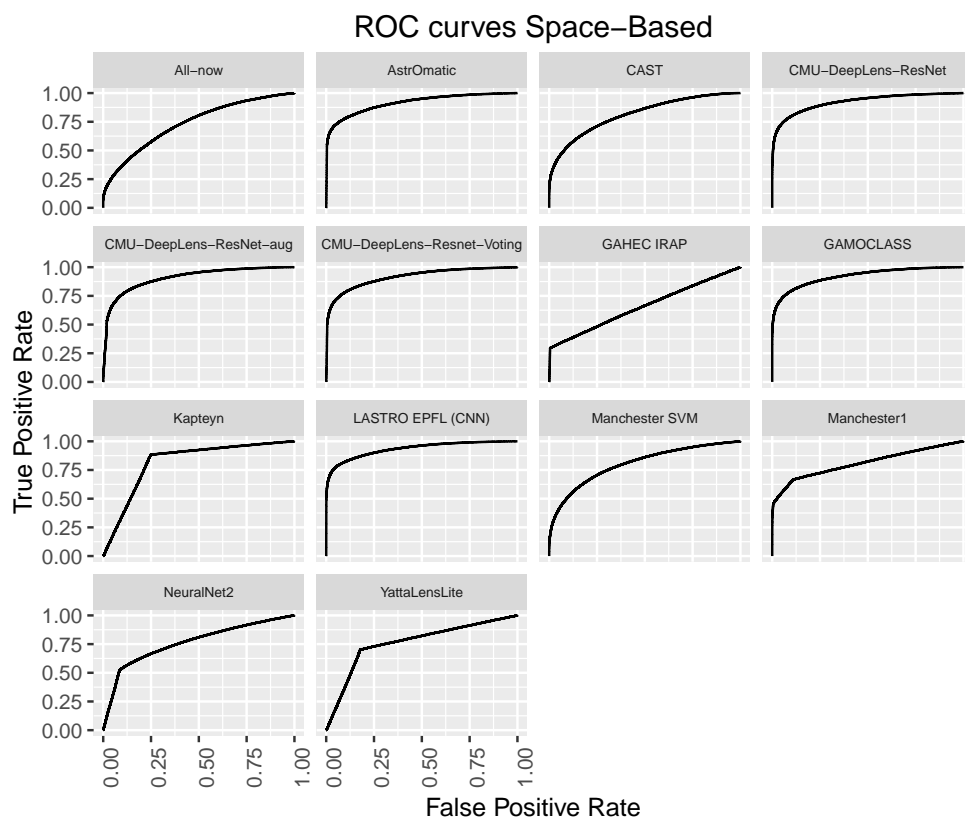 ROC curves Space−Based
All−now
AstrOmatic
CAST
CMU−DeepLens−ResNet
1.00
0.75
0.50
0.25
0.00
CMU−DeepLens−ResNet−aug
CMU−DeepLens−Resnet−Voting
GAHEC IRAP
GAMOCLASS
1.00
0.75
0.50
0.25
0.00
True Positive Rate
Kapteyn
LASTRO EPFL (CNN)
Manchester SVM
Manchester1
1.00
0.75
0.50
0.25
0.00
NeuralNet2
YattaLensLite
1.00
0.75
0.50
0.25
0.00
0.00
0.25
0.50
0.75
1.00
0.00
0.25
0.50
0.75
1.00
False Positive Rate